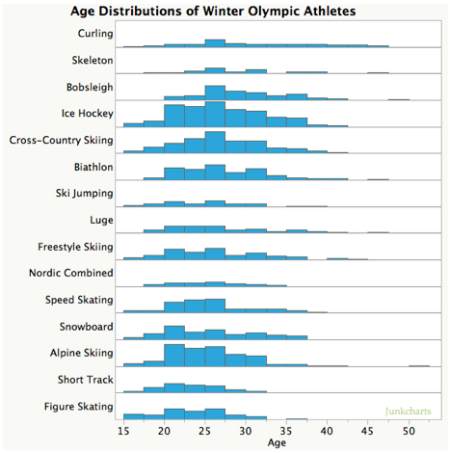 Age Distributions of Winter Olympic Athletes
Curling
Skeleton
Bobsleigh
Ice Hockey
Cross-Country Skiing
Biathlon
Ski Jumping
Luge
Freestyle Skiing
Nordic Combined
Speed Skating
Snowboard
Alpine Skiing
Short Track
Figure Skating
Junkcharts
15 20 25 30 35 40 45 50
Age